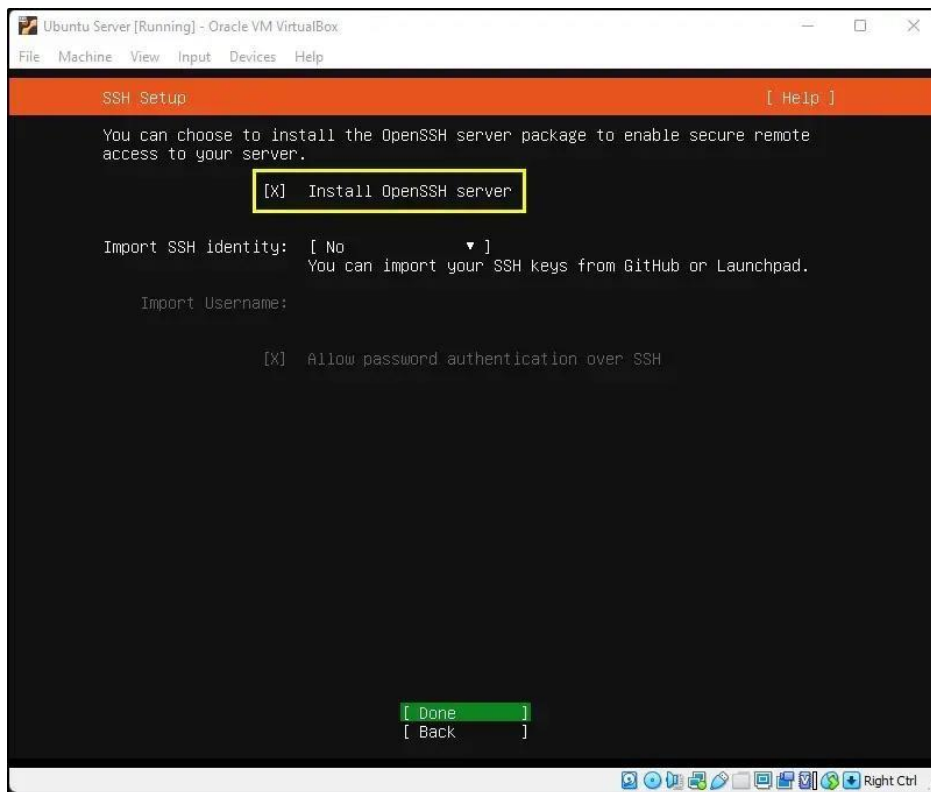 Ubuntu Server [Running] - Oracle VM VirtualBox
File Machine View Input Devices Help
SSH Setup [ Help ]
You can choose to install the OpenSSH server package to enable secure remote
access to your server.
[X] Install OpenSSH server
Import SSH identity: [ No ▼ ]
You can import your SSH keys from GitHub or Launchpad.
Import Username:
[X] Allow password authentication over SSH
[ Done ]
[ Back ]
Right Ctrl